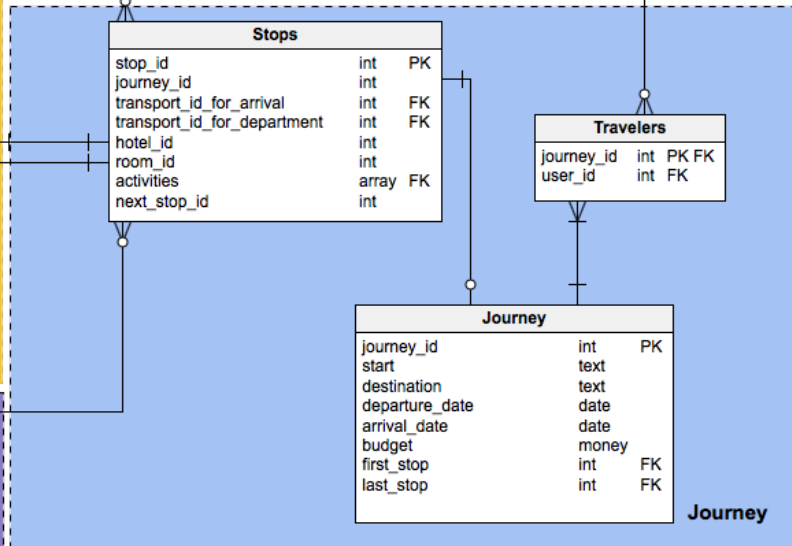 Stops
stop_id int PK
journey_id int
transport_id_for_arrival int FK
transport_id_for_department int FK
hotel_id int
room_id int
activities array FK
next_stop_id int
Travelers
journey_id int PK FK
user_id int FK
Journey
journey_id int PK
start text
destination text
departure_date date
arrival_date date
budget money
first_stop int FK
last_stop int FK
Journey